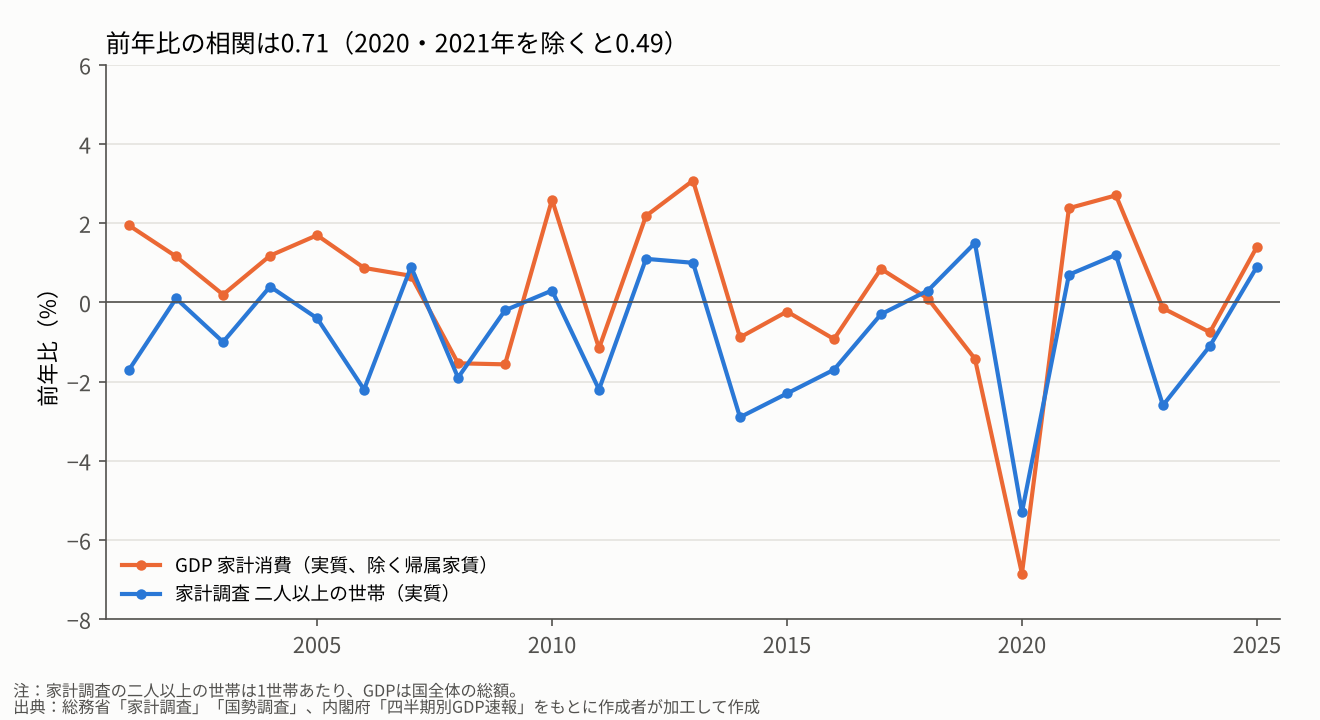 前年比の相関は0.71（2020・2021年を除くと0.49）
6
4
2
0
−2
−4
−6
−8
前年比（%）
GDP 家計消費（実質、除く帰属家賃）
家計調査 二人以上の世帯（実質）
2005
2010
2015
2020
2025
注：家計調査の二人以上の世帯は1世帯あたり、GDPは国全体の総額。
出典：総務省「家計調査」「国勢調査」、内閣府「四半期別GDP速報」をもとに作成者が加工して作成